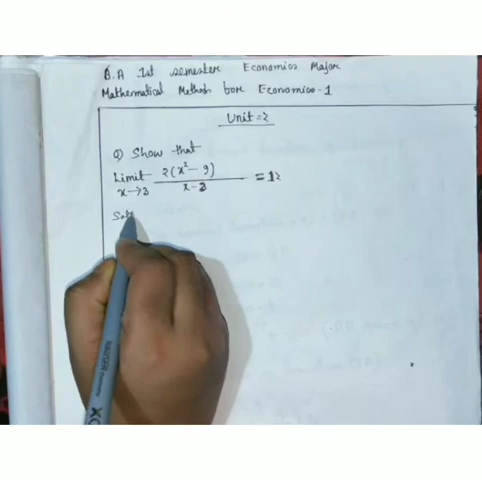 B.A 1st semester Economics Major
Mathematical Methods for Economics-1
Unit=2
Q) Show that
Limit 2(x²-9)
x→3 x-3 =12